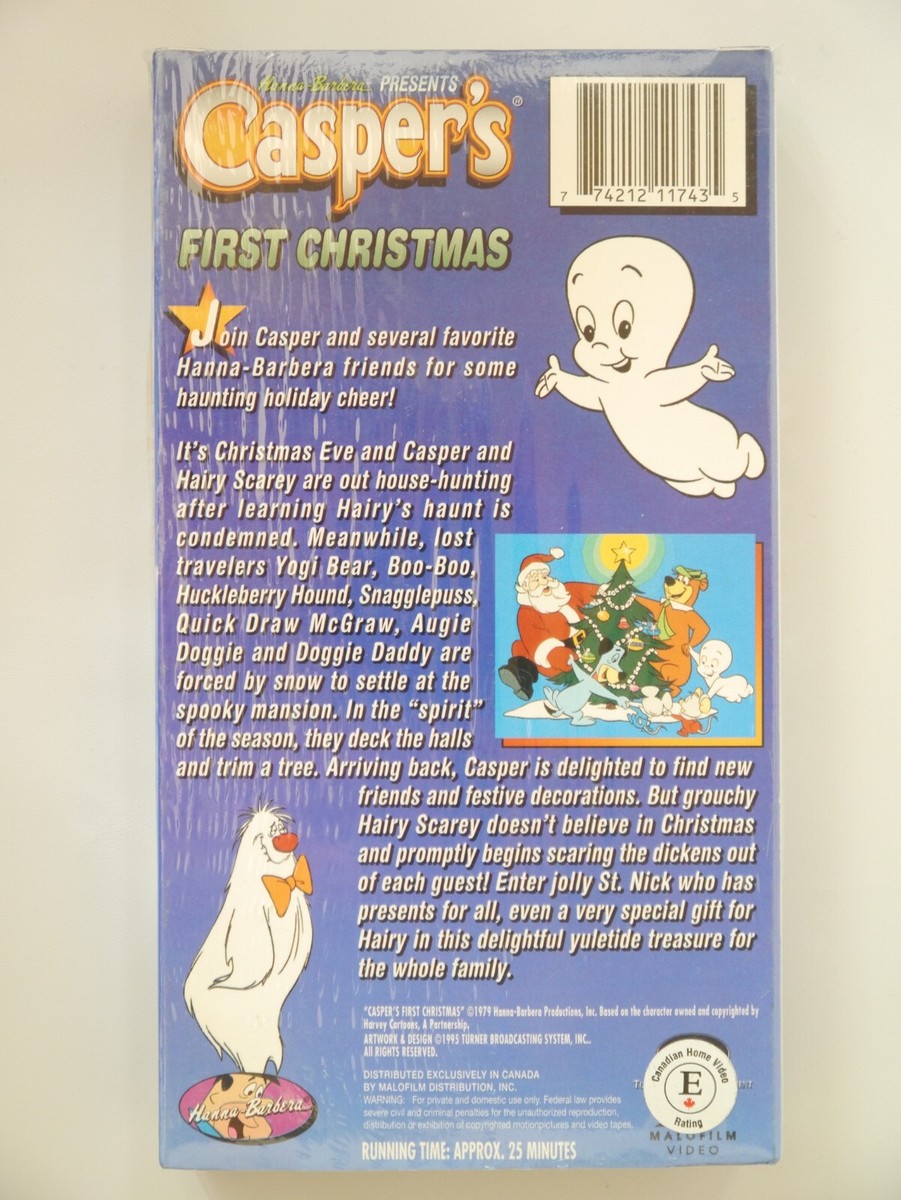 Hanna-Barbera PRESENTS
Casper's®
FIRST CHRISTMAS
7 74212 11743 5
Join Casper and several favorite
Hanna-Barbera friends for some
haunting holiday cheer!
It's Christmas Eve and Casper and
Hairy Scarey are out house-hunting
after learning Hairy's haunt is
condemned. Meanwhile, lost
travelers Yogi Bear, Boo-Boo,
Huckleberry Hound, Snagglepuss,
Quick Draw McGraw, Augie
Doggie and Doggie Daddy are
forced by snow to settle at the
spooky mansion. In the “spirit”
of the season, they deck the halls
and trim a tree. Arriving back, Casper is delighted to find new
friends and festive decorations. But grouchy
Hairy Scarey doesn't believe in Christmas
and promptly begins scaring the dickens out
of each guest! Enter jolly St. Nick who has
presents for all, even a very special gift for
Hairy in this delightful yuletide treasure for
the whole family.
"CASPER'S FIRST CHRISTMAS" ©1979 Hanna-Barbera Productions, Inc. Based on the character owned and copyrighted by
Harvey Cartoons, A Partnership.
ARTWORK & DESIGN ©1995 TURNER BROADCASTING SYSTEM, INC..
All RIGHTS RESERVED.
DISTRIBUTED EXCLUSIVELY IN CANADA
BY MALOFILM DISTRIBUTION, INC.
WARNING: For private and domestic use only. Federal law provides
severe civil and criminal penalties for the unauthorized reproduction,
distribution or exhibition of copyrighted motionpictures and video tapes.
RUNNING TIME: APPROX. 25 MINUTES
Hanna-Barbera
Canadian Home Video
E
Rating
MALOFILM
VIDEO